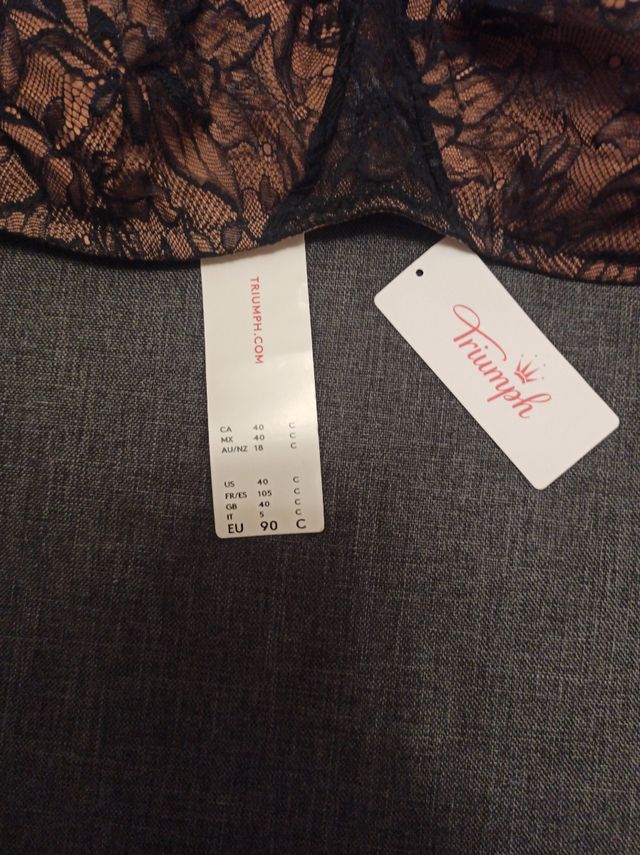 TRIUMPH.COM
CA 40 C
MX 40 C
AU/NZ 18 C
US 40 C
FR/ES 105 C
GB 40 C
IT 5 C
EU 90 C
Triumph